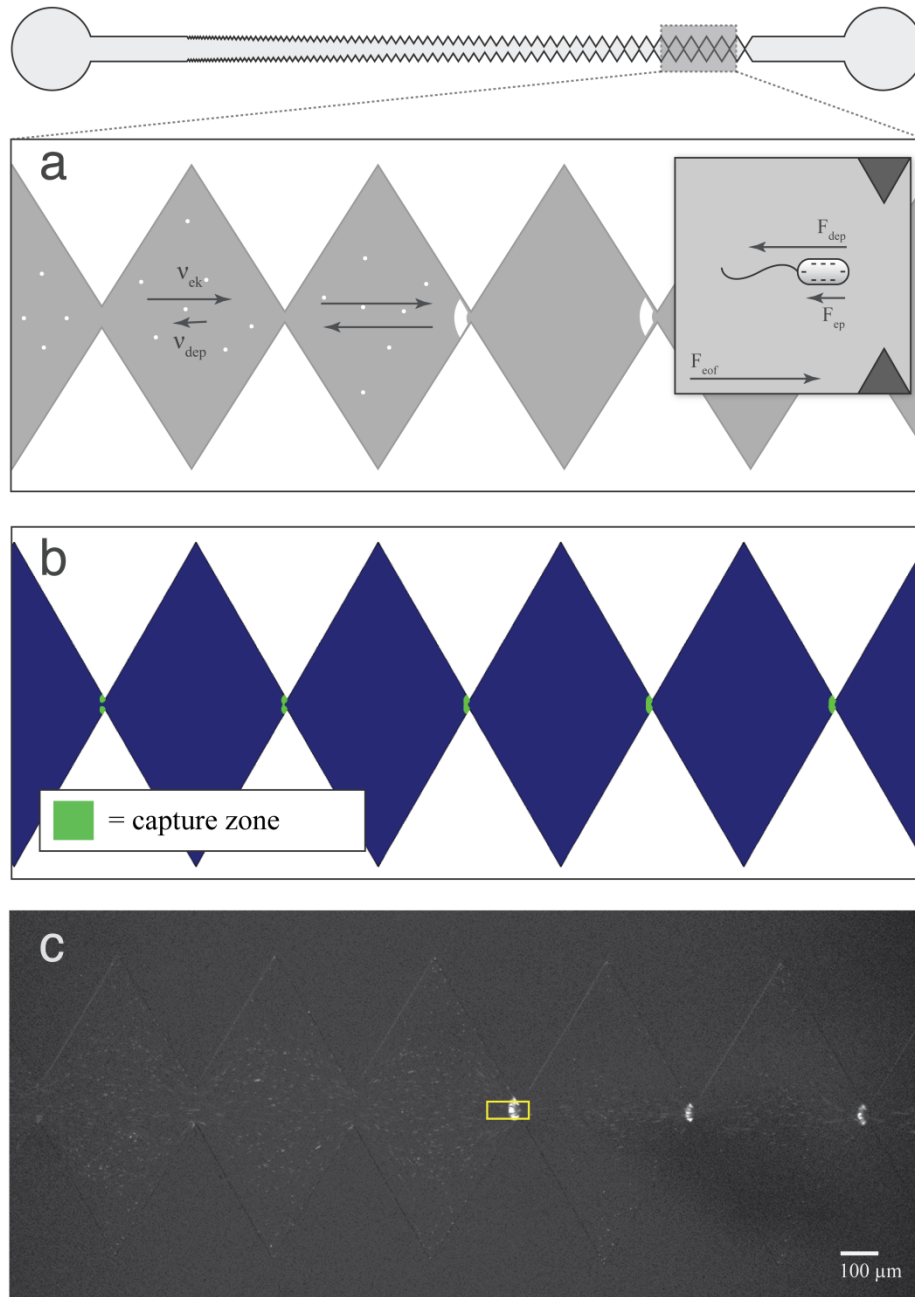 a
F_dep
ν_ek
F_ep
ν_dep
F_eof
b
= capture zone
c
100 µm